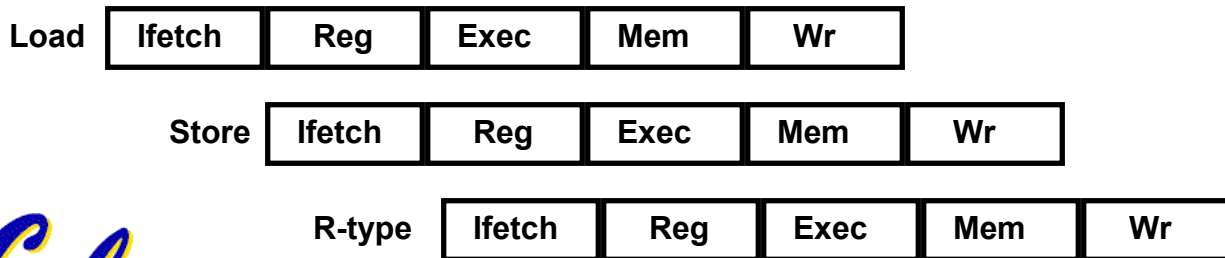 Load Ifetch Reg Exec Mem Wr
Store Ifetch Reg Exec Mem Wr
R-type Ifetch Reg Exec Mem Wr